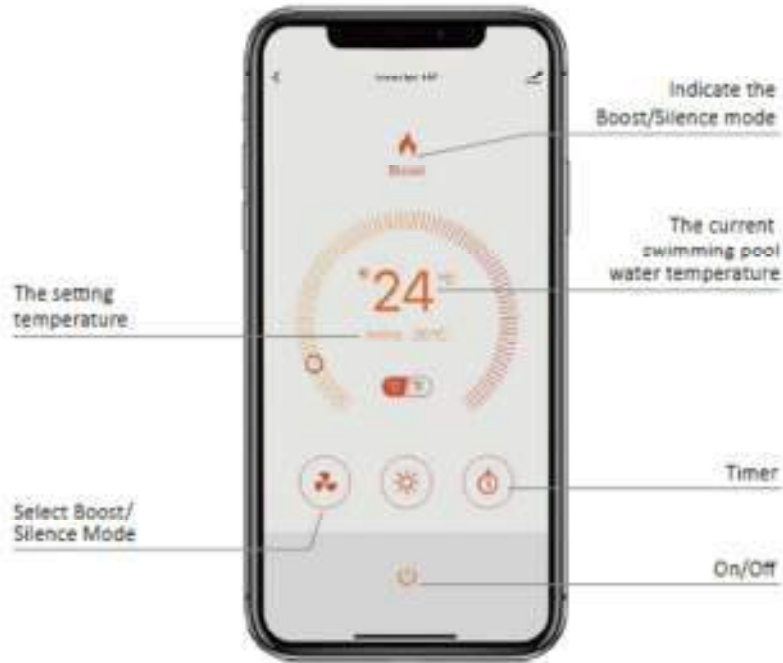 Indicate the
Boost/Silence mode
Boost
The current
swimming pool
water temperature
24
The setting
temperature
Timer
Select Boost/
Silence Mode
On/Off